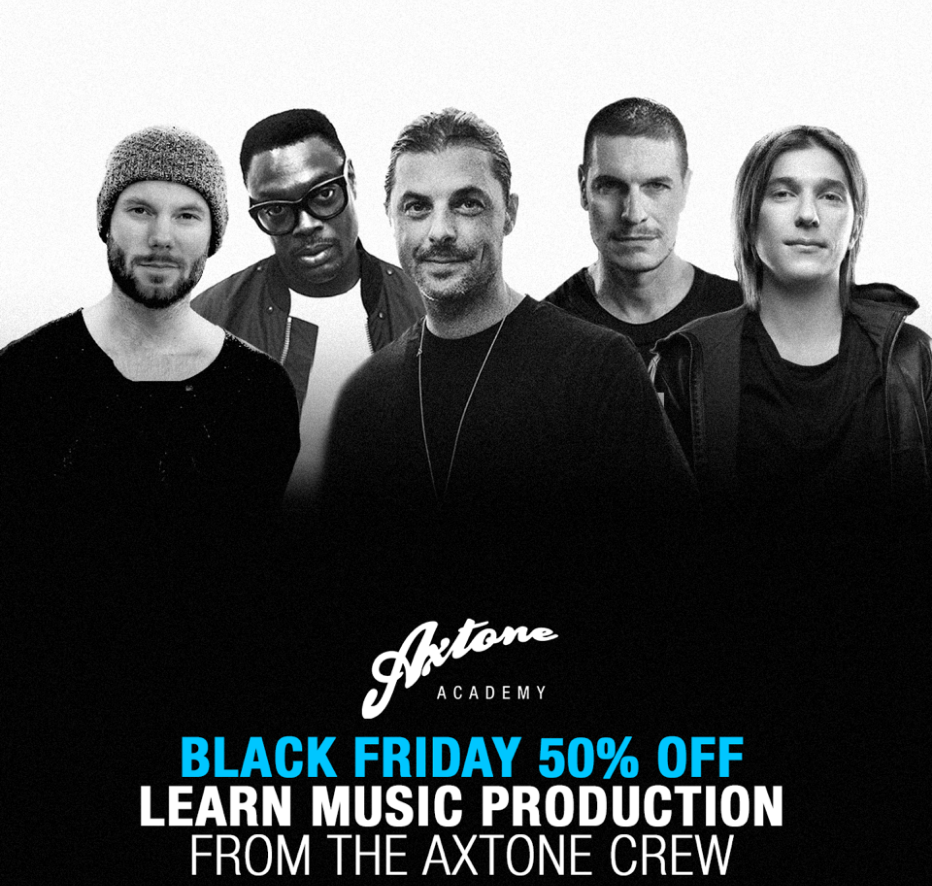 Axtone
ACADEMY
BLACK FRIDAY 50% OFF
LEARN MUSIC PRODUCTION
FROM THE AXTONE CREW